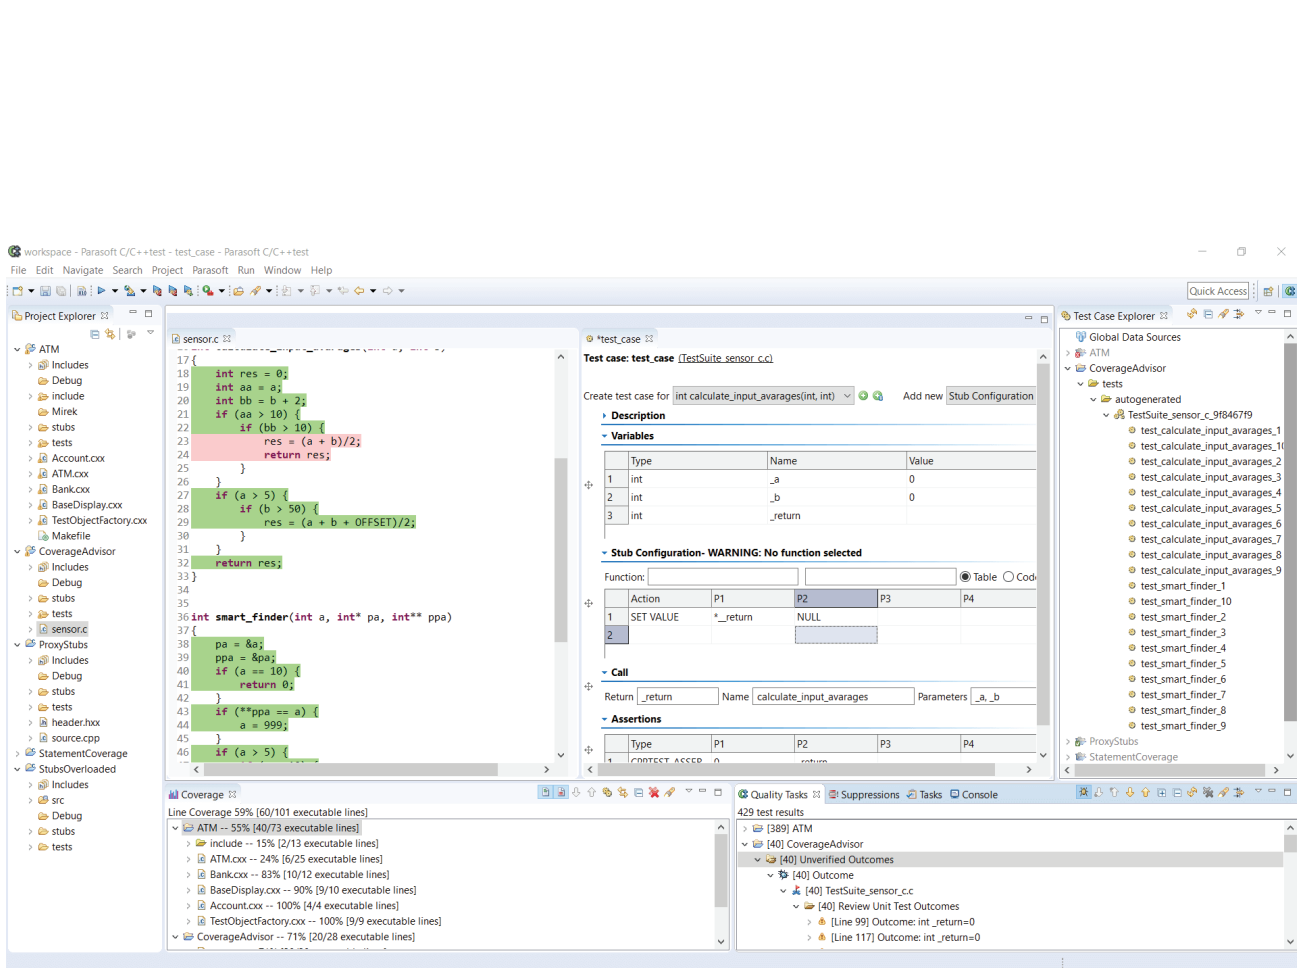 workspace - Parasoft C/C++test - test_case - Parasoft C/C++test
File Edit Navigate Search Project Parasoft Run Window Help
Quick Access
Project Explorer
ATM
Includes
Debug
include
Mirek
stubs
tests
Account.cxx
ATM.cxx
Bank.cxx
BaseDisplay.cxx
TestObjectFactory.cxx
Makefile
CoverageAdvisor
Includes
Debug
stubs
tests
sensor.c
ProxyStubs
Includes
Debug
stubs
tests
header.hxx
source.cpp
StatementCoverage
StubsOverloaded
Includes
src
Debug
stubs
tests
sensor.c
17 {
18 int res = 0;
19 int aa = a;
20 int bb = b + 2;
21 if (aa > 10) {
22 if (bb > 10) {
23 res = (a + b)/2;
24 return res;
25 }
26 }
27 if (a > 5) {
28 if (b > 50) {
29 res = (a + b + OFFSET)/2;
30 }
31 }
32 return res;
33 }
34
35
36 int smart_finder(int a, int* pa, int** ppa)
37 {
38 pa = &a;
39 ppa = &pa;
40 if (a == 10) {
41 return 0;
42 }
43 if (**ppa == a) {
44 a = 999;
45 }
46 if (a > 5) {
*test_case
Test case: test_case (TestSuite_sensor_c.c)
Create test case for int calculate_input_avarages(int, int) Add new Stub Configuration
Description
Variables
Type Name Value
1 int _a 0
2 int _b 0
3 int _return
Stub Configuration- WARNING: No function selected
Function: Table Code
Action P1 P2 P3 P4
1 SET VALUE *__return NULL
2
Call
Return _return Name calculate_input_avarages Parameters _a, _b
Assertions
Type P1 P2 P3 P4
Test Case Explorer
Global Data Sources
ATM
CoverageAdvisor
tests
autogenerated
TestSuite_sensor_c_9f8467f9
test_calculate_input_avarages_1
test_calculate_input_avarages_10
test_calculate_input_avarages_2
test_calculate_input_avarages_3
test_calculate_input_avarages_4
test_calculate_input_avarages_5
test_calculate_input_avarages_6
test_calculate_input_avarages_7
test_calculate_input_avarages_8
test_calculate_input_avarages_9
test_smart_finder_1
test_smart_finder_10
test_smart_finder_2
test_smart_finder_3
test_smart_finder_4
test_smart_finder_5
test_smart_finder_6
test_smart_finder_7
test_smart_finder_8
test_smart_finder_9
ProxyStubs
StatementCoverage
Coverage
Line Coverage 59% [60/101 executable lines]
ATM -- 55% [40/73 executable lines]
include -- 15% [2/13 executable lines]
ATM.cxx -- 24% [6/25 executable lines]
Bank.cxx -- 83% [10/12 executable lines]
BaseDisplay.cxx -- 90% [9/10 executable lines]
Account.cxx -- 100% [4/4 executable lines]
TestObjectFactory.cxx -- 100% [9/9 executable lines]
CoverageAdvisor -- 71% [20/28 executable lines]
Quality Tasks Suppressions Tasks Console
429 test results
[389] ATM
[40] CoverageAdvisor
[40] Unverified Outcomes
[40] Outcome
[40] TestSuite_sensor_c.c
[40] Review Unit Test Outcomes
[Line 99] Outcome: int _return=0
[Line 117] Outcome: int _return=0